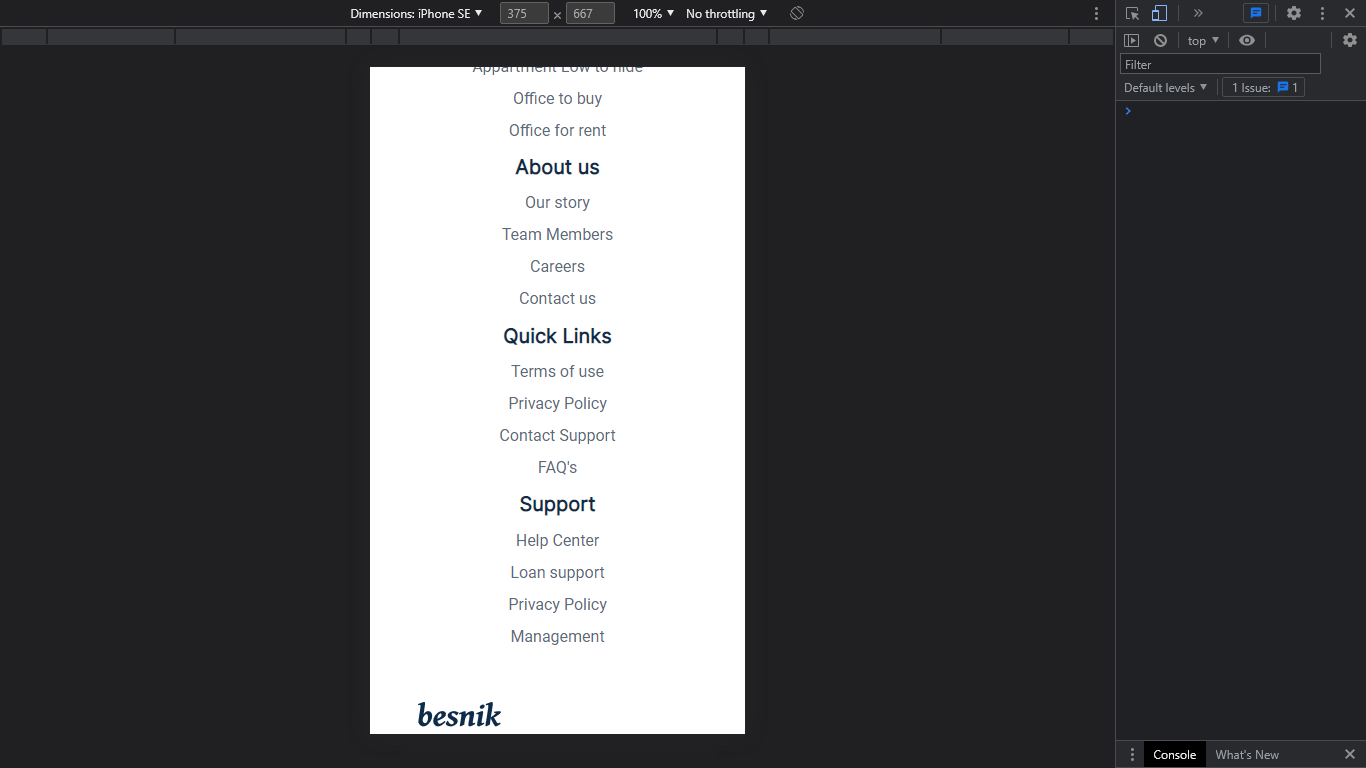 Dimensions: iPhone SE 375 × 667 100% No throttling
top
Filter
Default levels 1 Issue: 1
Appartment Low to hide
Office to buy
Office for rent
About us
Our story
Team Members
Careers
Contact us
Quick Links
Terms of use
Privacy Policy
Contact Support
FAQ's
Support
Help Center
Loan support
Privacy Policy
Management
besnik
Console What's New